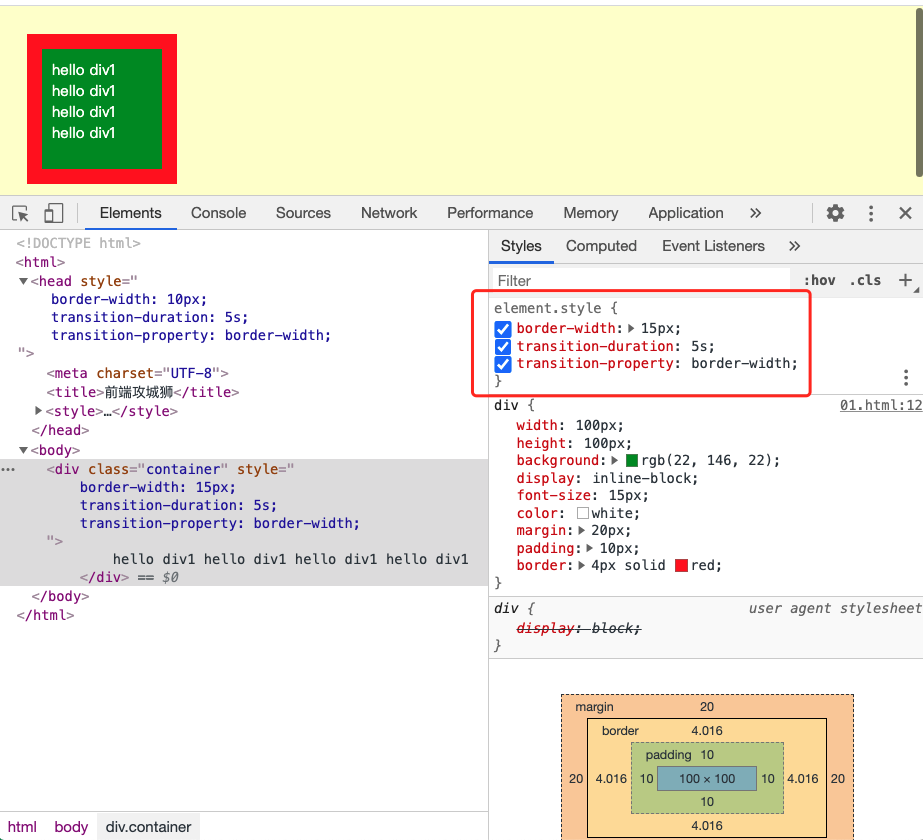 hello div1
hello div1
hello div1
hello div1
Elements Console Sources Network Performance Memory Application »
<!DOCTYPE html>
<html>
▼<head style="
border-width: 10px;
transition-duration: 5s;
transition-property: border-width;
">
<meta charset="UTF-8">
<title>前端攻城狮</title>
▶<style>…</style>
</head>
▼<body>
<div class="container" style="
border-width: 15px;
transition-duration: 5s;
transition-property: border-width;
">
hello div1 hello div1 hello div1 hello div1
</div> == $0
</body>
</html>
html body div.container
Styles Computed Event Listeners »
Filter :hov .cls +
element.style {
border-width: ▶ 15px;
transition-duration: 5s;
transition-property: border-width;
}
div { 01.html:12
width: 100px;
height: 100px;
background: ▶ rgb(22, 146, 22);
display: inline-block;
font-size: 15px;
color: white;
margin: ▶ 20px;
padding: ▶ 10px;
border: ▶ 4px solid red;
}
div { user agent stylesheet
display: block;
}
margin 20
border 4.016
padding 10
20 4.016 10 100 × 100 10 4.016 20
10
4.016